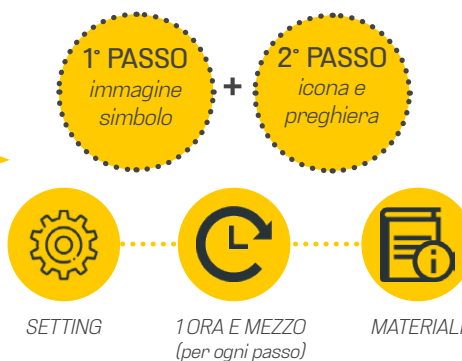 1° PASSO
immagine
simbolo
+
2° PASSO
icona e
preghiera
SETTING
1 ORA E MEZZO
(per ogni passo)
MATERIALI